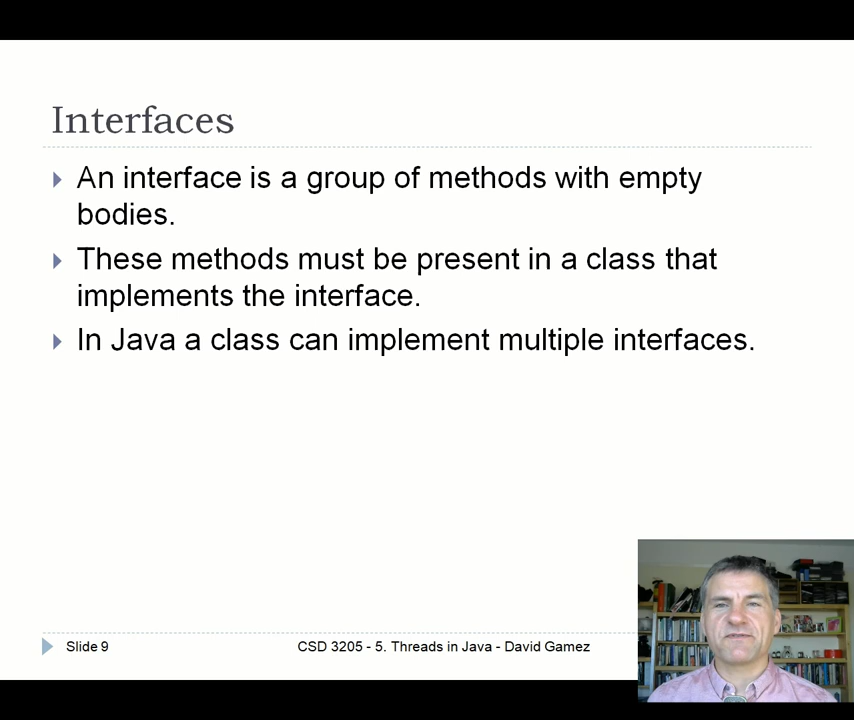 Interfaces
An interface is a group of methods with empty
bodies.
These methods must be present in a class that
implements the interface.
In Java a class can implement multiple interfaces.
Slide 9
CSD 3205 - 5. Threads in Java - David Gamez